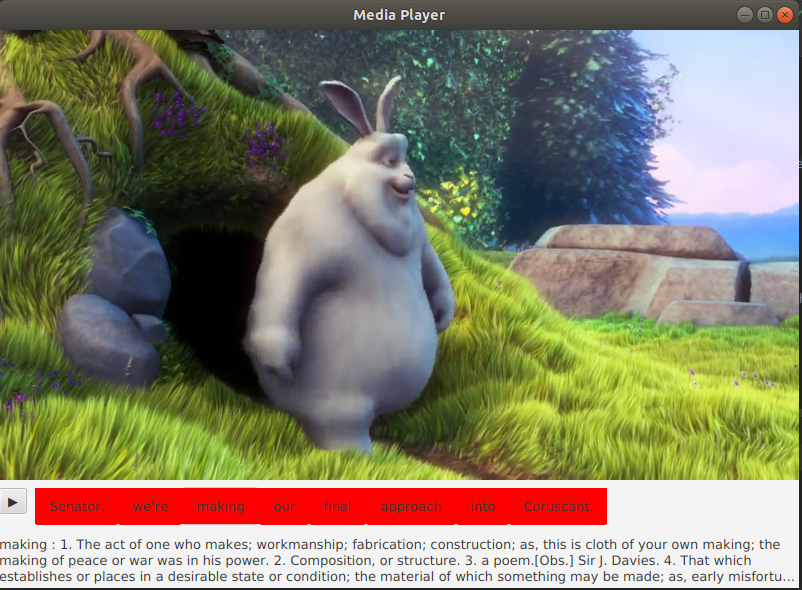 Media Player
Senator, we're making our final approach into Coruscant.
making : 1. The act of one who makes; workmanship; fabrication; construction; as, this is cloth of your own making; the
making of peace or war was in his power. 2. Composition, or structure. 3. a poem.[Obs.] Sir J. Davies. 4. That which
establishes or places in a desirable state or condition; the material of which something may be made; as, early misfortu...